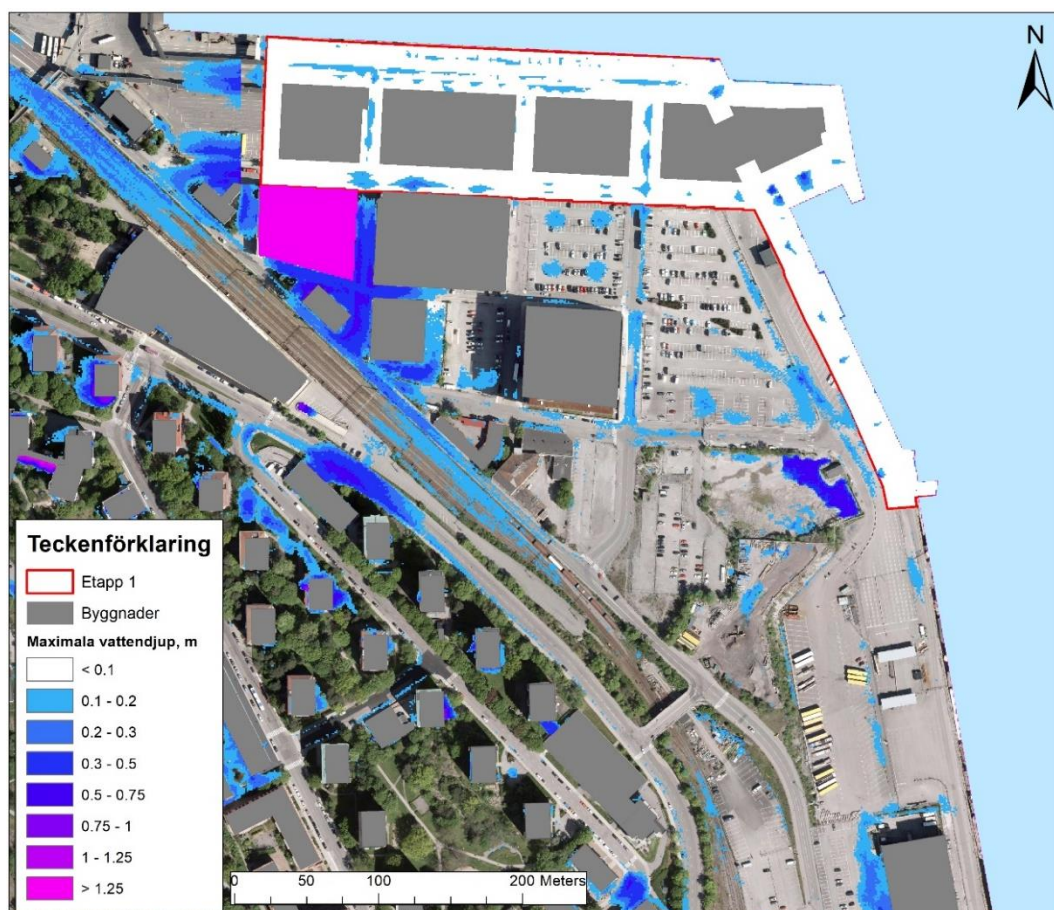 N
Teckenförklaring
Etapp 1
Byggnader
Maximala vattendjup, m
< 0.1
0.1 - 0.2
0.2 - 0.3
0.3 - 0.5
0.5 - 0.75
0.75 - 1
1 - 1.25
> 1.25
0 50 100 200 Meters